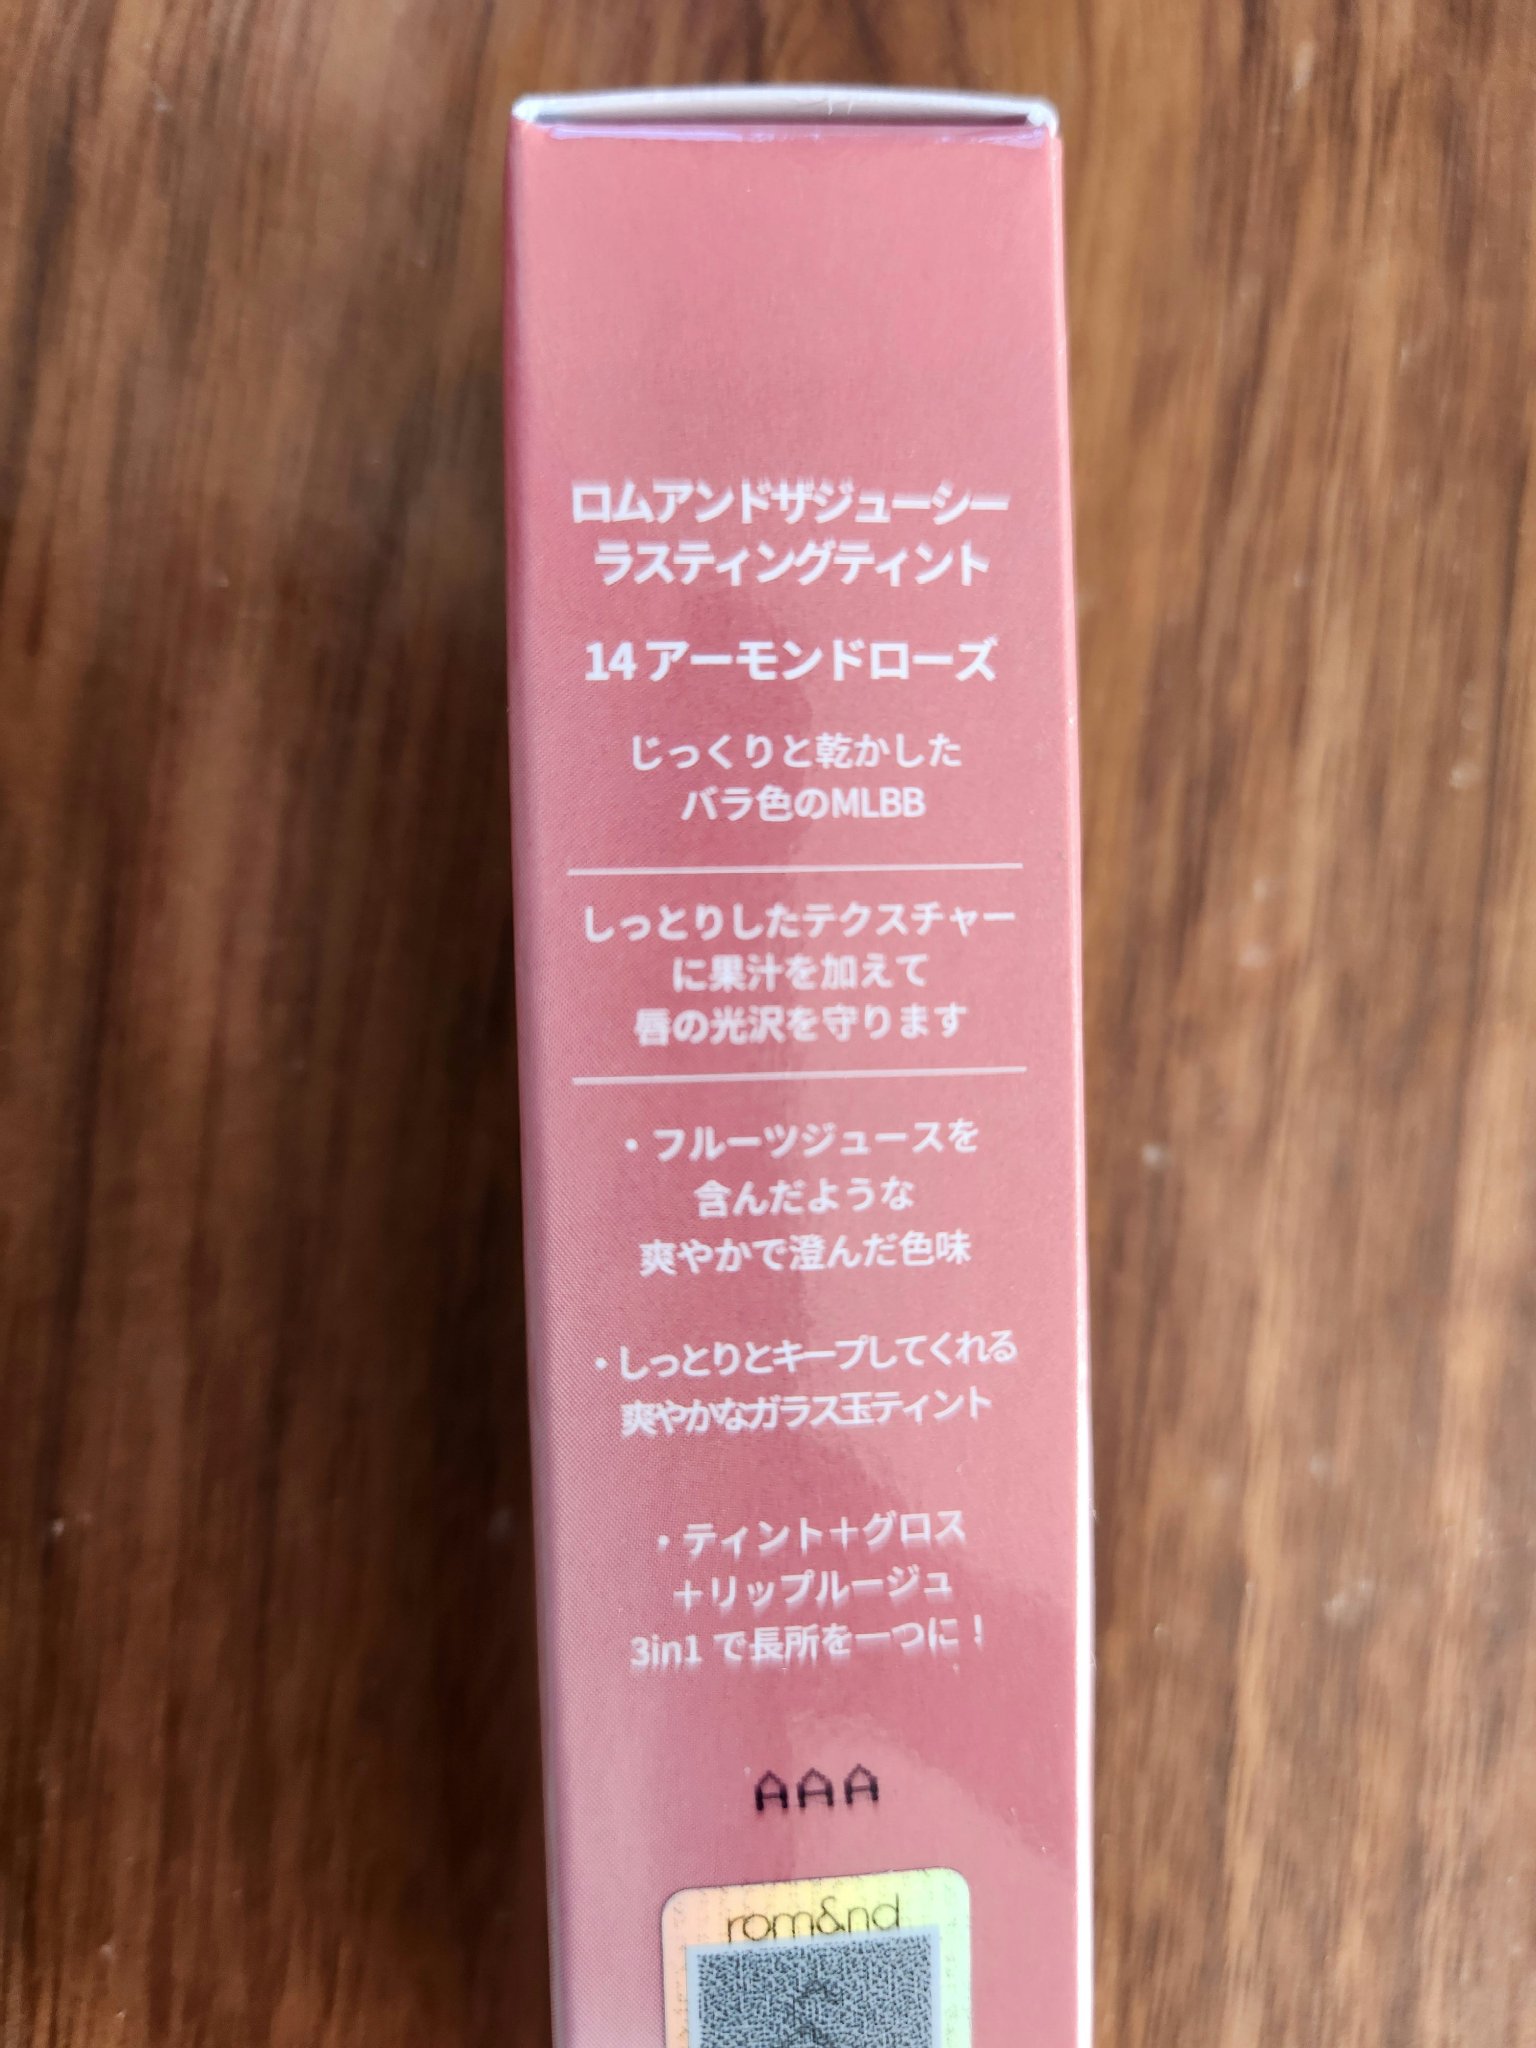 ロムアンドザジューシー
ラスティングティント
14 アーモンドローズ
じっくりと乾かした
バラ色のMLBB
しっとりしたテクスチャー
に果汁を加えて
唇の光沢を守ります
・フルーツジュースを
含んだような
爽やかで澄んだ色味
・しっとりとキープしてくれる
爽やかなガラス玉ティント
・ティント＋グロス
＋リップルージュ
3in1 で長所を一つに！
AAA
rom&nd